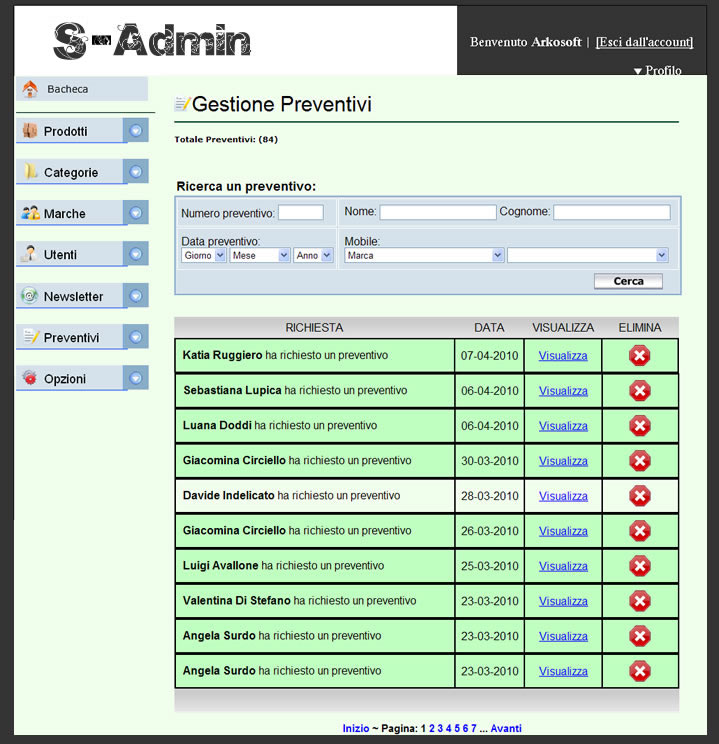 S-Admin
Benvenuto Arkosoft | [Esci dall'account]
Profilo
Bacheca
Prodotti
Categorie
Marche
Utenti
Newsletter
Preventivi
Opzioni
Gestione Preventivi
Totale Preventivi: (84)
Ricerca un preventivo:
Numero preventivo:
Nome: Cognome:
Data preventivo:
Giorno Mese Anno
Mobile:
Marca
Cerca
RICHIESTA DATA VISUALIZZA ELIMINA
Katia Ruggiero ha richiesto un preventivo 07-04-2010 Visualizza
Sebastiana Lupica ha richiesto un preventivo 06-04-2010 Visualizza
Luana Doddi ha richiesto un preventivo 06-04-2010 Visualizza
Giacomina Circiello ha richiesto un preventivo 30-03-2010 Visualizza
Davide Indelicato ha richiesto un preventivo 28-03-2010 Visualizza
Giacomina Circiello ha richiesto un preventivo 26-03-2010 Visualizza
Luigi Avallone ha richiesto un preventivo 25-03-2010 Visualizza
Valentina Di Stefano ha richiesto un preventivo 23-03-2010 Visualizza
Angela Surdo ha richiesto un preventivo 23-03-2010 Visualizza
Angela Surdo ha richiesto un preventivo 23-03-2010 Visualizza
Inizio ~ Pagina: 1 2 3 4 5 6 7 ... Avanti